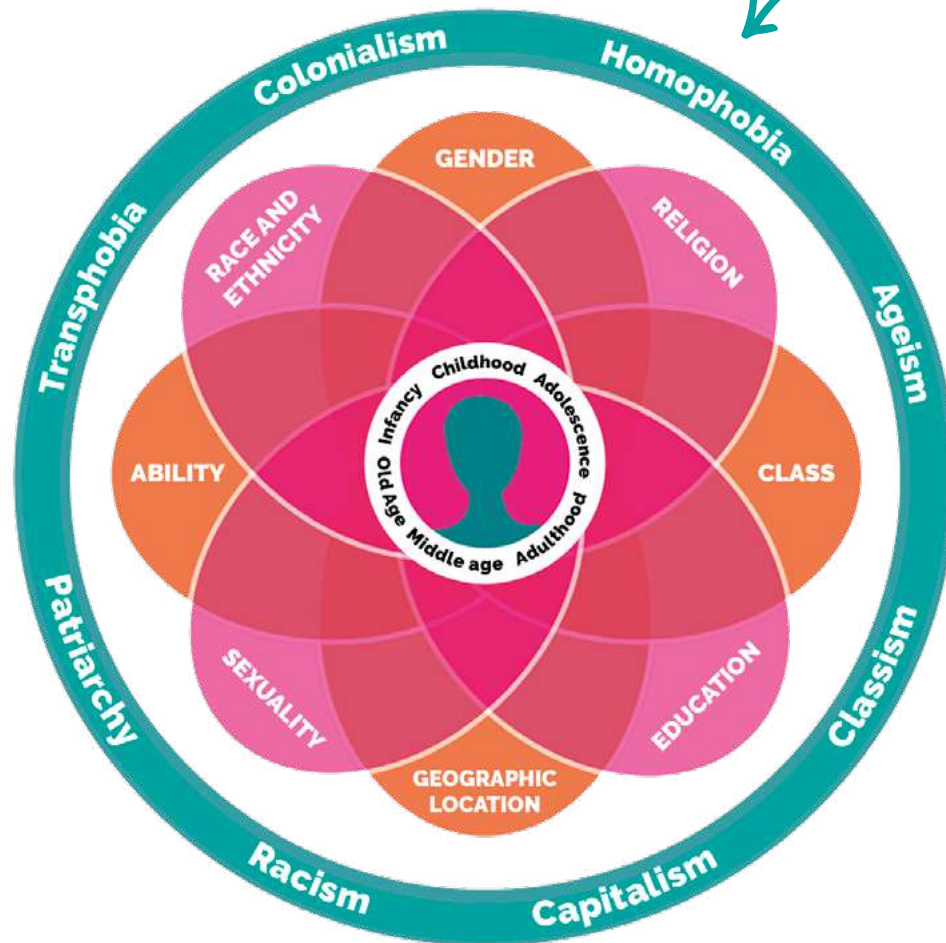 Colonialism
Homophobia
Ageism
Classism
Capitalism
Racism
Patriarchy
Transphobia
GENDER
RELIGION
CLASS
EDUCATION
GEOGRAPHIC
LOCATION
SEXUALITY
ABILITY
RACE AND
ETHNICITY
Infancy
Childhood
Adolescence
Adulthood
Middle age
Old Age